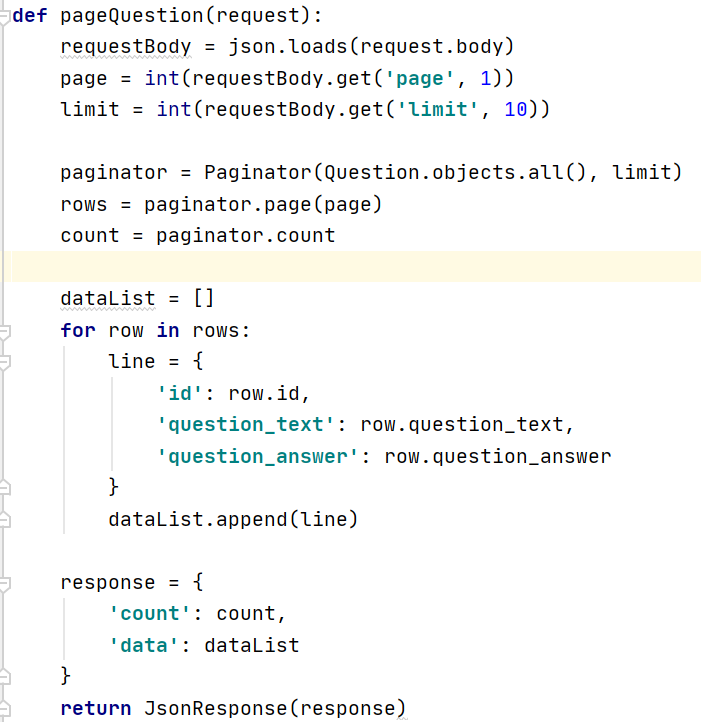 def pageQuestion(request):
    requestBody = json.loads(request.body)
    page = int(requestBody.get('page', 1))
    limit = int(requestBody.get('limit', 10))

    paginator = Paginator(Question.objects.all(), limit)
    rows = paginator.page(page)
    count = paginator.count

    dataList = []
    for row in rows:
        line = {
            'id': row.id,
            'question_text': row.question_text,
            'question_answer': row.question_answer
        }
        dataList.append(line)

    response = {
        'count': count,
        'data': dataList
    }
    return JsonResponse(response)